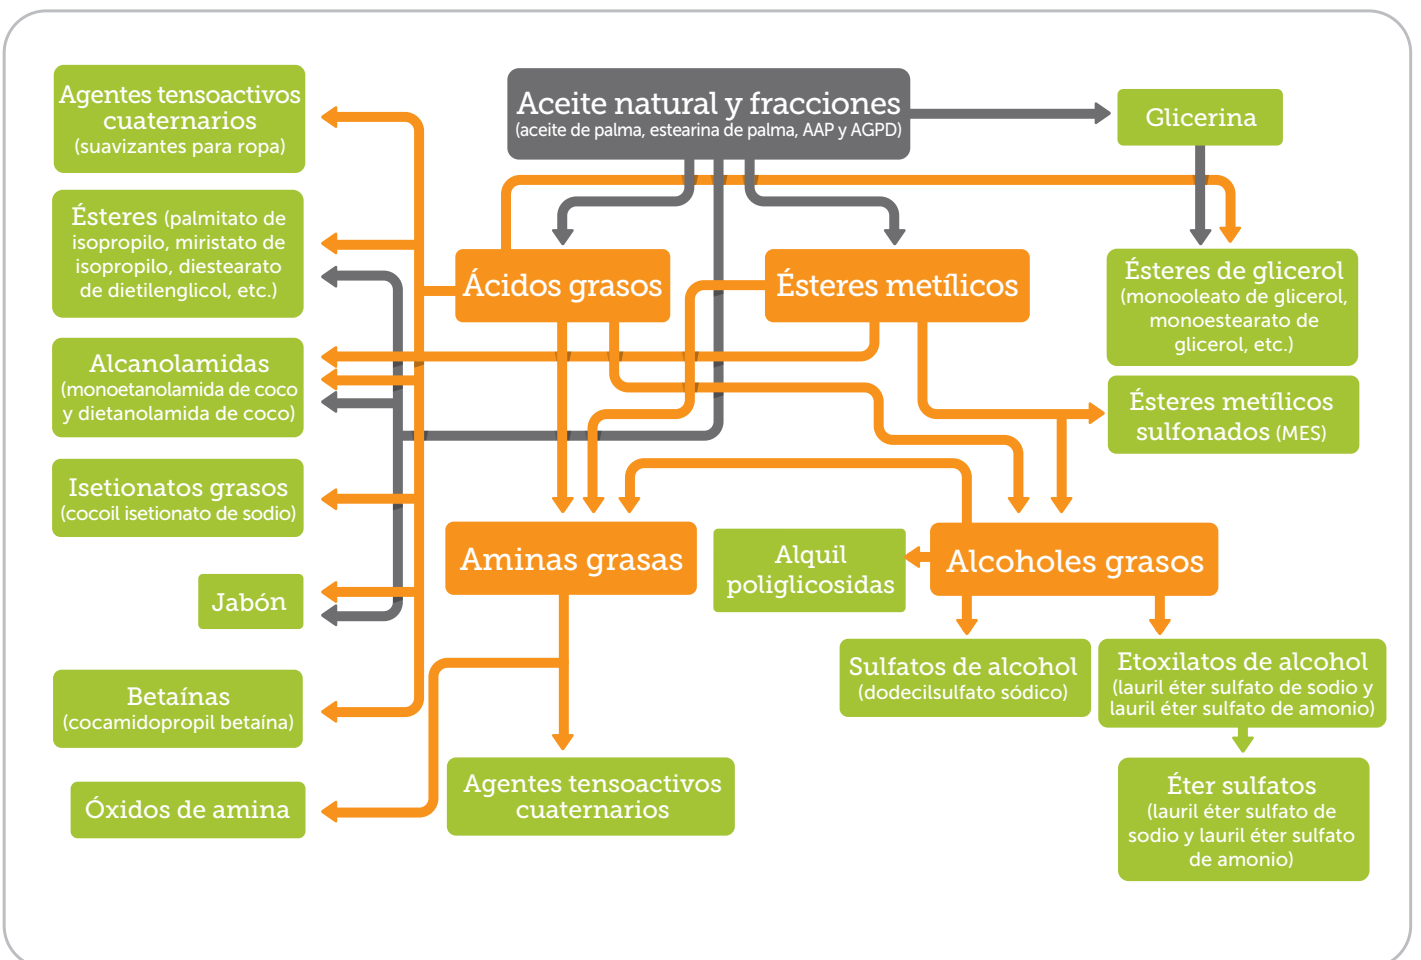 Agentes tensoactivos
cuaternarios
(suavizantes para ropa)
Aceite natural y fracciones
(aceite de palma, estearina de palma, AAP y AGPD)
Glicerina
Ésteres (palmitato de
isopropilo, miristato de
isopropilo, diestearato
de dietilenglicol, etc.)
Ácidos grasos
Ésteres metílicos
Ésteres de glicerol
(monooleato de glicerol,
monoestearato de
glicerol, etc.)
Alcanolamidas
(monoetanolamida de coco
y dietanolamida de coco)
Ésteres metílicos
sulfonados (MES)
Isetionatos grasos
(cocoil isetionato de sodio)
Aminas grasas
Alquil
poliglicosidas
Alcoholes grasos
Jabón
Sulfatos de alcohol
(dodecilsulfato sódico)
Etoxilatos de alcohol
(lauril éter sulfato de sodio y
lauril éter sulfato de amonio)
Betaínas
(cocamidopropil betaína)
Óxidos de amina
Agentes tensoactivos
cuaternarios
Éter sulfatos
(lauril éter sulfato de
sodio y lauril éter sulfato
de amonio)